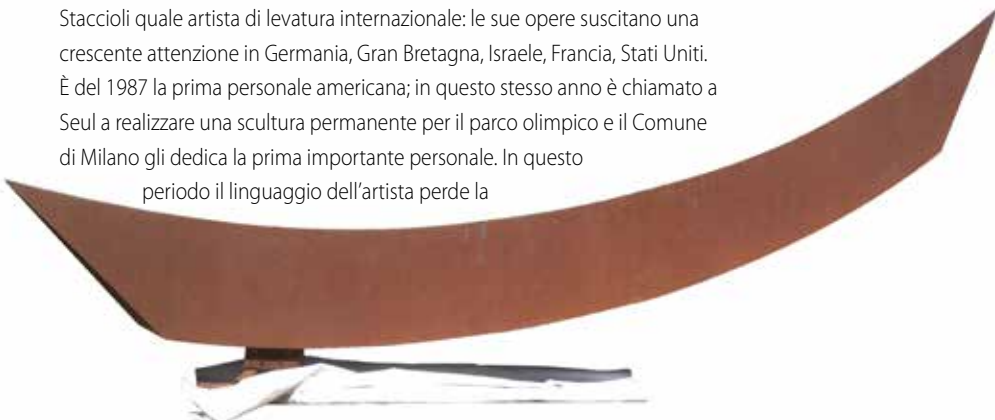 Staccioli quale artista di levatura internazionale: le sue opere suscitano una
crescente attenzione in Germania, Gran Bretagna, Israele, Francia, Stati Uniti.
È del 1987 la prima personale americana; in questo stesso anno è chiamato a
Seul a realizzare una scultura permanente per il parco olimpico e il Comune
di Milano gli dedica la prima importante personale. In questo
periodo il linguaggio dell’artista perde la